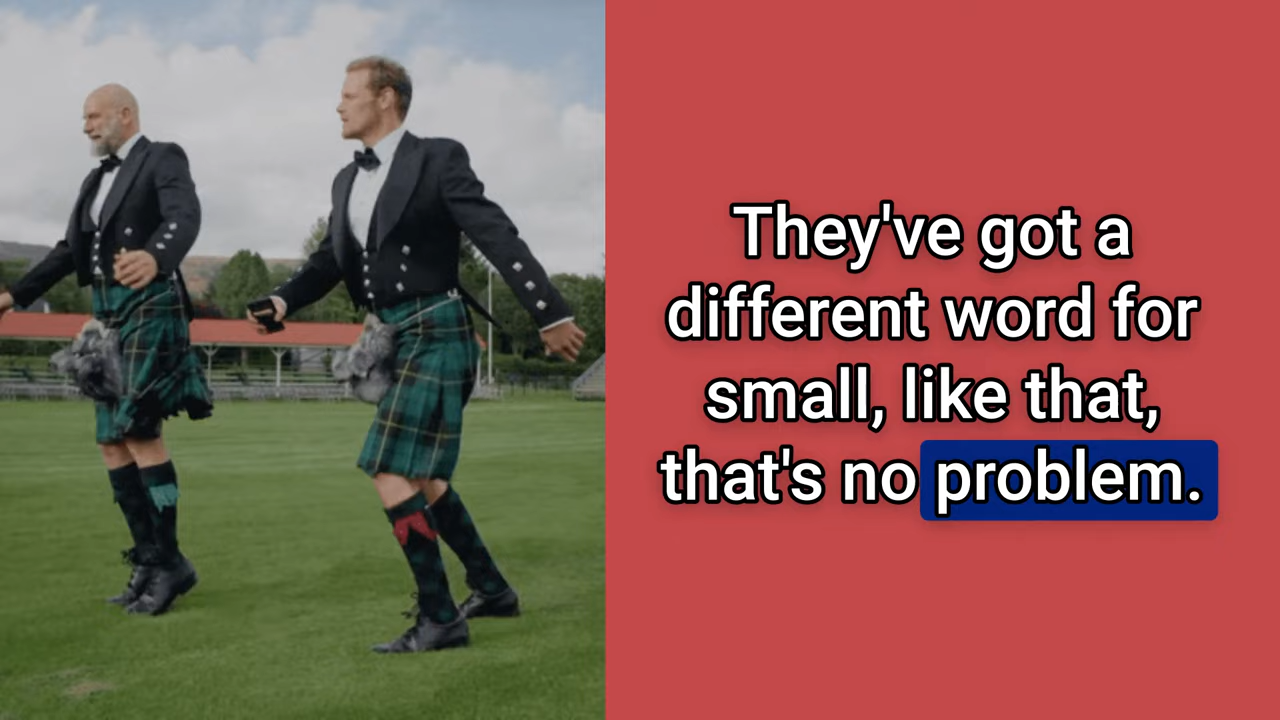 They've got a
different word for
small, like that,
that's no problem.